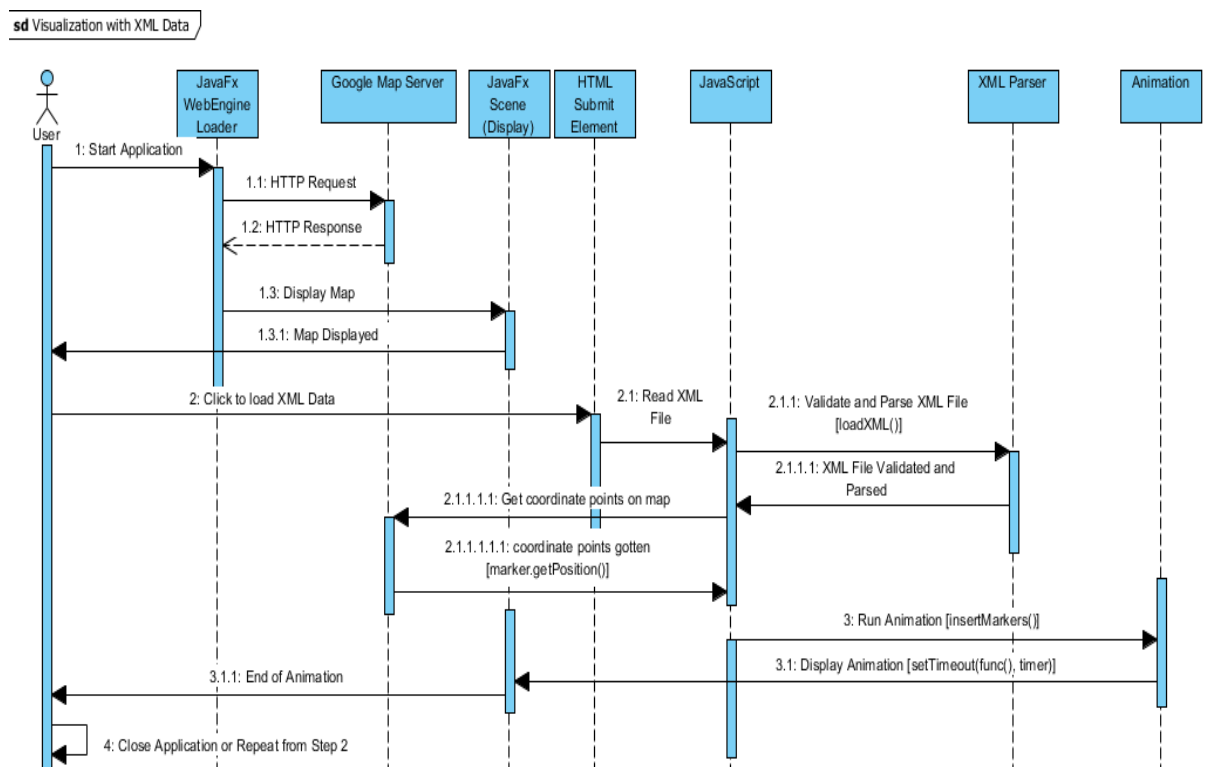 sd Visualization with XML Data
User
JavaFx
WebEngine
Loader
Google Map Server
JavaFx
Scene
(Display)
HTML
Submit
Element
JavaScript
XML Parser
Animation
1: Start Application
1.1: HTTP Request
1.2: HTTP Response
1.3: Display Map
1.3.1: Map Displayed
2: Click to load XML Data
2.1: Read XML
File
2.1.1: Validate and Parse XML File
[loadXML()]
2.1.1.1: XML File Validated and
Parsed
2.1.1.1.1: Get coordinate points on map
2.1.1.1.1.1: coordinate points gotten
[marker.getPosition()]
3: Run Animation [insertMarkers()]
3.1: Display Animation [setTimeout(func(), timer)]
3.1.1: End of Animation
4: Close Application or Repeat from Step 2